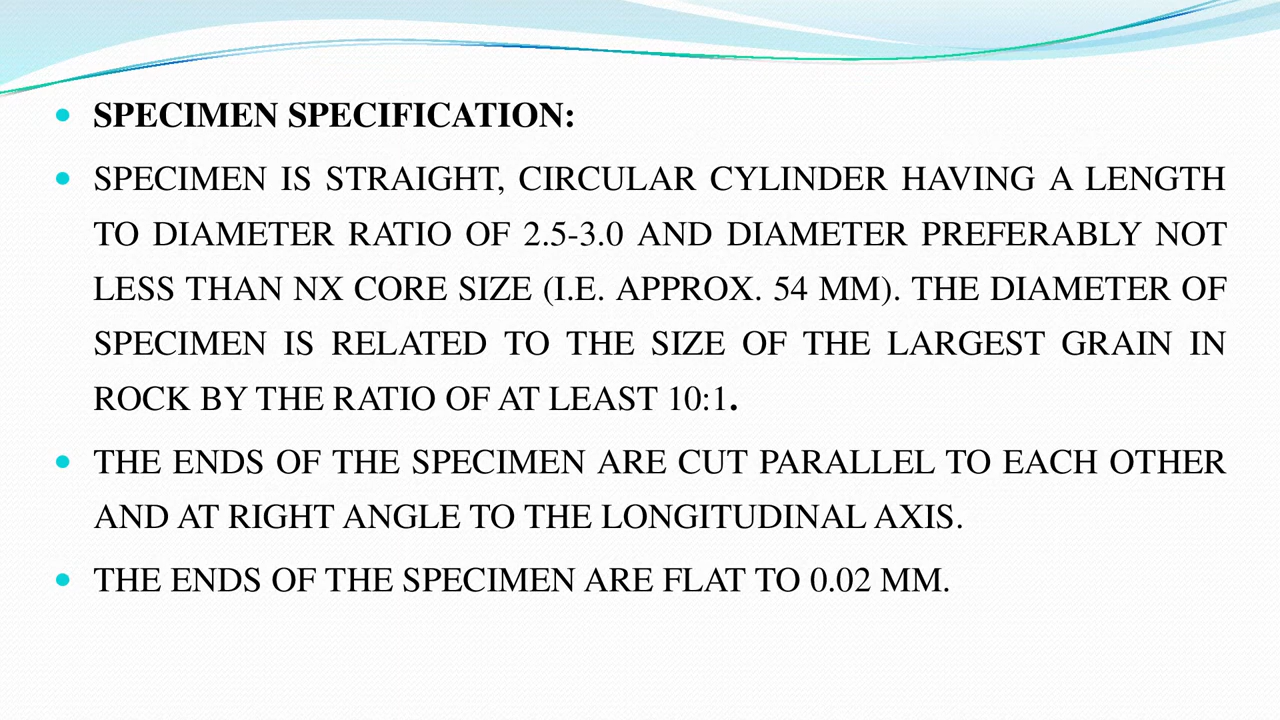 • SPECIMEN SPECIFICATION:
• SPECIMEN IS STRAIGHT, CIRCULAR CYLINDER HAVING A LENGTH
TO DIAMETER RATIO OF 2.5-3.0 AND DIAMETER PREFERABLY NOT
LESS THAN NX CORE SIZE (I.E. APPROX. 54 MM). THE DIAMETER OF
SPECIMEN IS RELATED TO THE SIZE OF THE LARGEST GRAIN IN
ROCK BY THE RATIO OF AT LEAST 10:1.
• THE ENDS OF THE SPECIMEN ARE CUT PARALLEL TO EACH OTHER
AND AT RIGHT ANGLE TO THE LONGITUDINAL AXIS.
• THE ENDS OF THE SPECIMEN ARE FLAT TO 0.02 MM.